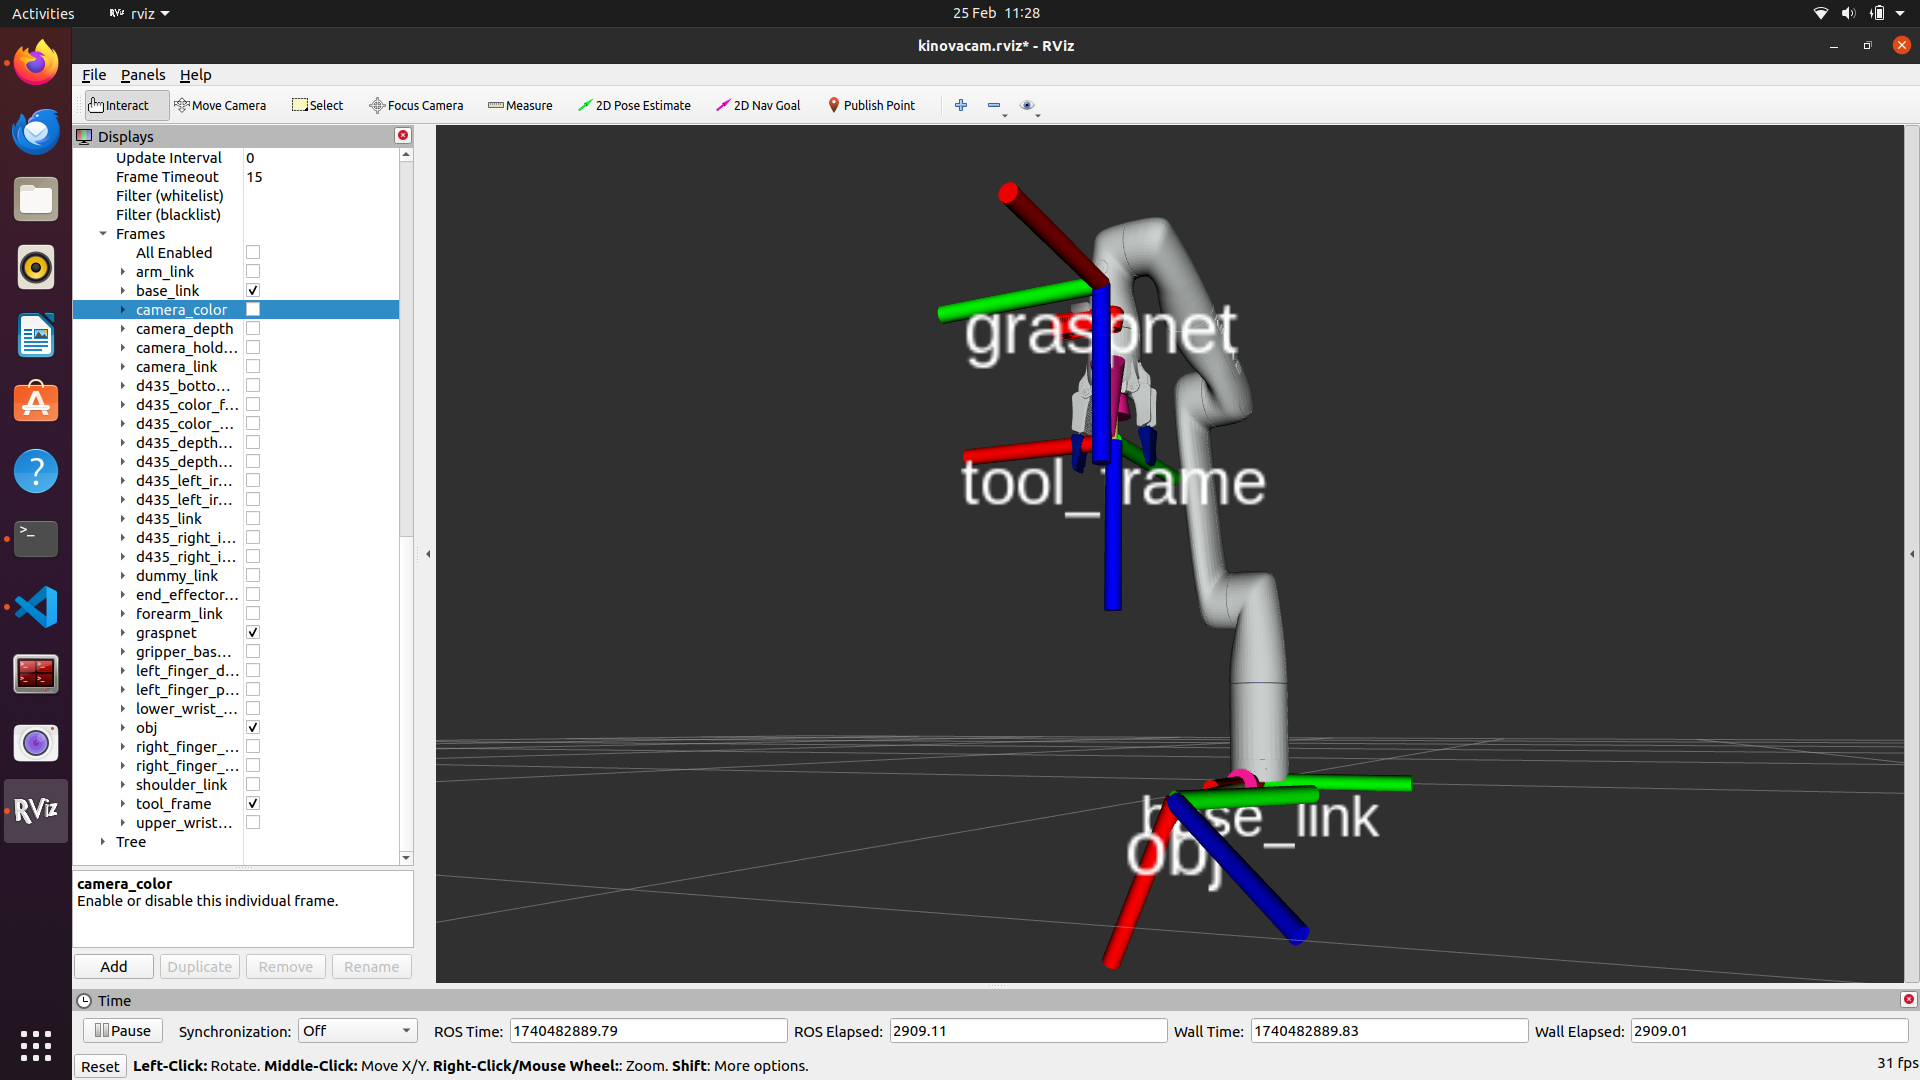 Activities RViz rviz 25 Feb 11:28
kinovacam.rviz* - RViz
File Panels Help
Interact Move Camera Select Focus Camera Measure 2D Pose Estimate 2D Nav Goal Publish Point
Displays
Update Interval 0
Frame Timeout 15
Filter (whitelist)
Filter (blacklist)
Frames
All Enabled
arm_link
base_link
camera_color
camera_depth
camera_hold...
camera_link
d435_botto...
d435_color_f...
d435_color_...
d435_depth...
d435_depth...
d435_left_ir...
d435_left_ir...
d435_link
d435_right_i...
d435_right_i...
dummy_link
end_effector...
forearm_link
graspnet
gripper_bas...
left_finger_d...
left_finger_p...
lower_wrist_...
obj
right_finger_...
right_finger_...
shoulder_link
tool_frame
upper_wrist...
Tree
camera_color
Enable or disable this individual frame.
Add Duplicate Remove Rename
graspnet
tool_frame
base_link
obj
RViz
Time
Pause Synchronization: Off ROS Time: 1740482889.79 ROS Elapsed: 2909.11 Wall Time: 1740482889.83 Wall Elapsed: 2909.01
Reset Left-Click: Rotate. Middle-Click: Move X/Y. Right-Click/Mouse Wheel:: Zoom. Shift: More options. 31 fps